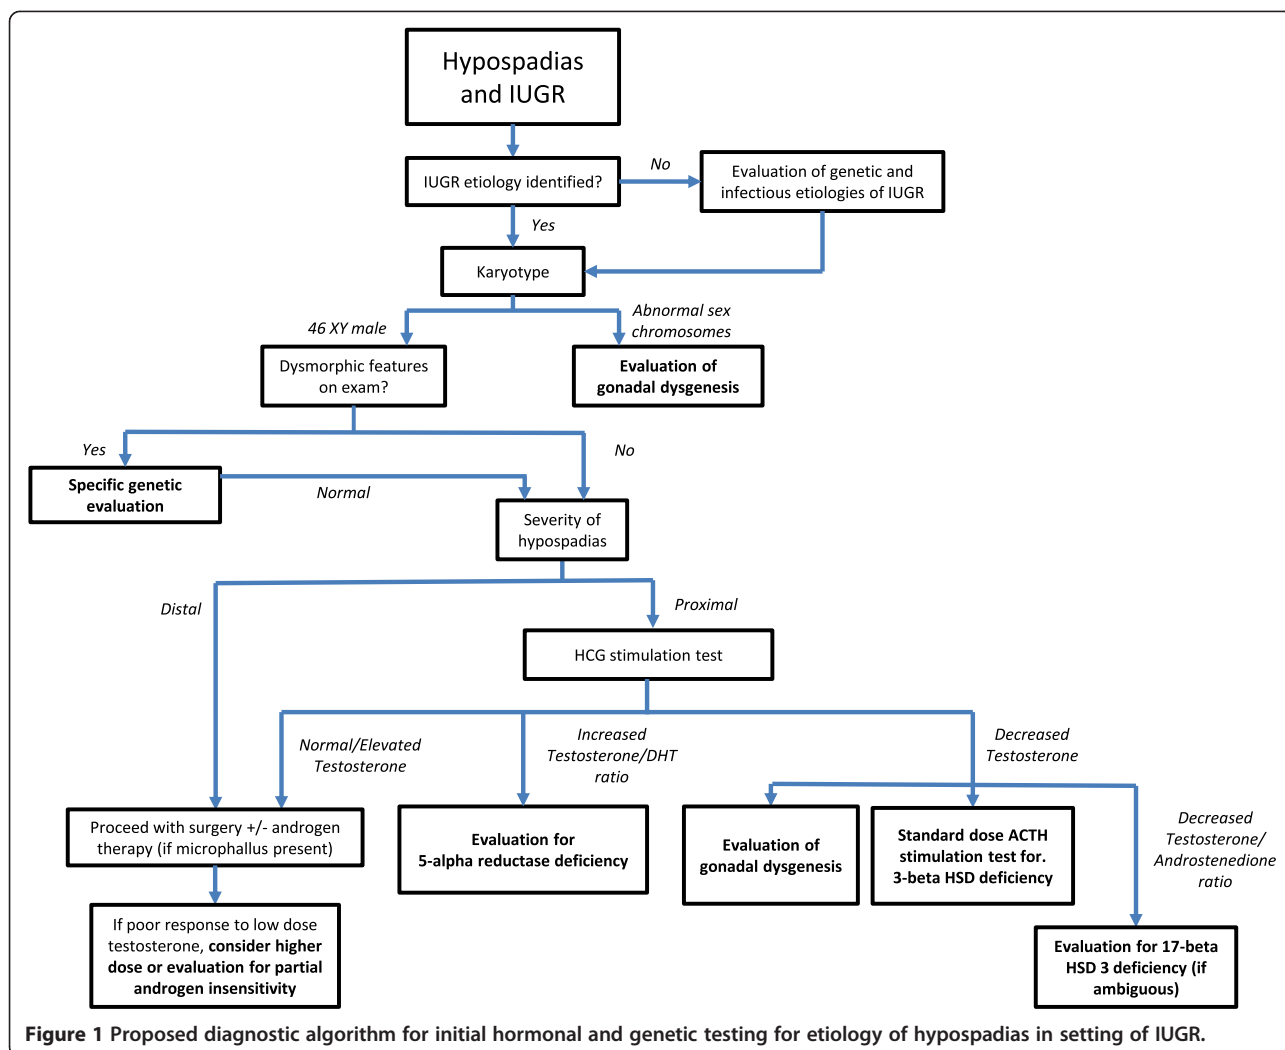 Hypospadias
and IUGR
IUGR etiology identified?
No
Evaluation of genetic and
infectious etiologies of IUGR
Yes
Karyotype
46 XY male
Abnormal sex
chromosomes
Dysmorphic features
on exam?
Evaluation of
gonadal dysgenesis
Yes
No
Specific genetic
evaluation
Normal
Severity of
hypospadias
Distal
Proximal
HCG stimulation test
Normal/Elevated
Testosterone
Increased
Testosterone/DHT
ratio
Decreased
Testosterone
Proceed with surgery +/- androgen
therapy (if microphallus present)
Evaluation for
5-alpha reductase deficiency
Evaluation of
gonadal dysgenesis
Standard dose ACTH
stimulation test for.
3-beta HSD deficiency
Decreased
Testosterone/
Androstenedione
ratio
If poor response to low dose
testosterone, consider higher
dose or evaluation for partial
androgen insensitivity
Evaluation for 17-beta
HSD 3 deficiency (if
ambiguous)
Figure 1 Proposed diagnostic algorithm for initial hormonal and genetic testing for etiology of hypospadias in setting of IUGR.